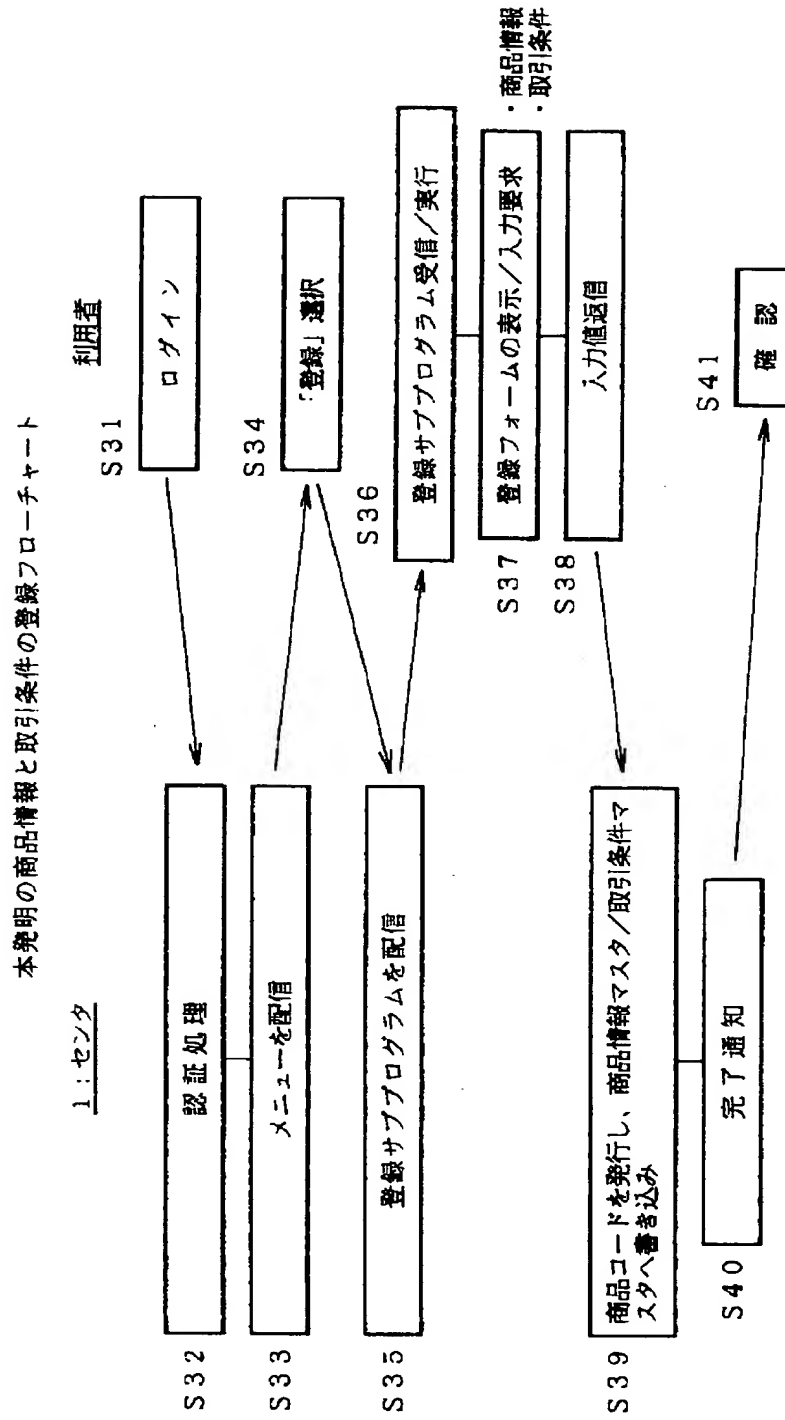 本発明の商品情報と取引条件の登録フローチャート
1:センタ
利用者
S31
ログイン
S32
認証処理
S33
メニューを配信
S34
「登録」選択
S35
登録サブプログラムを配信
S36
登録サブプログラム受信/実行
S37
登録フォームの表示/入力要求
・商品情報
・取引条件
S38
入力値返信
S39
商品コードを発行し、商品情報マスタ/取引条件マ
スタへ書き込み
S40
完了通知
S41
確認